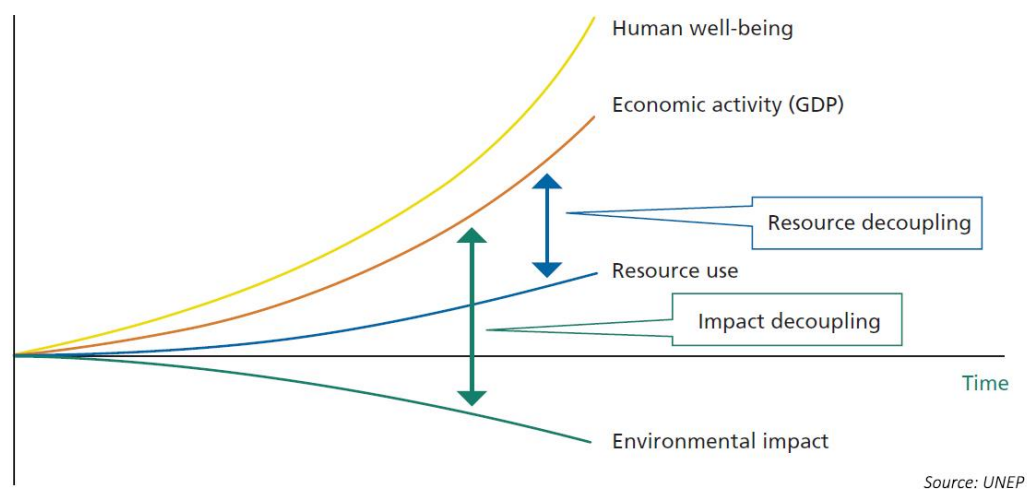 Human well-being
Economic activity (GDP)
Resource decoupling
Resource use
Impact decoupling
Time
Environmental impact
Source: UNEP